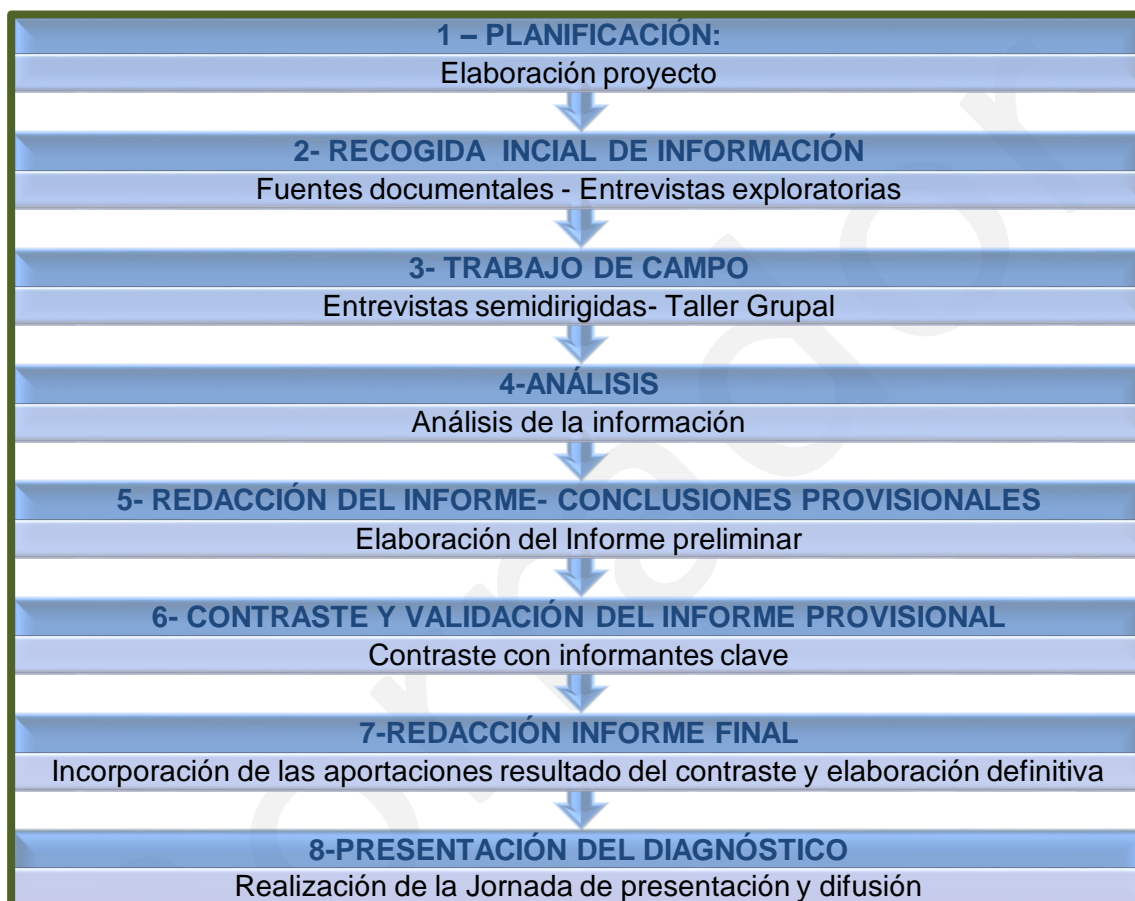 1 – PLANIFICACIÓN:
Elaboración proyecto
2- RECOGIDA INCIAL DE INFORMACIÓN
Fuentes documentales - Entrevistas exploratorias
3- TRABAJO DE CAMPO
Entrevistas semidirigidas- Taller Grupal
4-ANÁLISIS
Análisis de la información
5- REDACCIÓN DEL INFORME- CONCLUSIONES PROVISIONALES
Elaboración del Informe preliminar
6- CONTRASTE Y VALIDACIÓN DEL INFORME PROVISIONAL
Contraste con informantes clave
7-REDACCIÓN INFORME FINAL
Incorporación de las aportaciones resultado del contraste y elaboración definitiva
8-PRESENTACIÓN DEL DIAGNÓSTICO
Realización de la Jornada de presentación y difusión